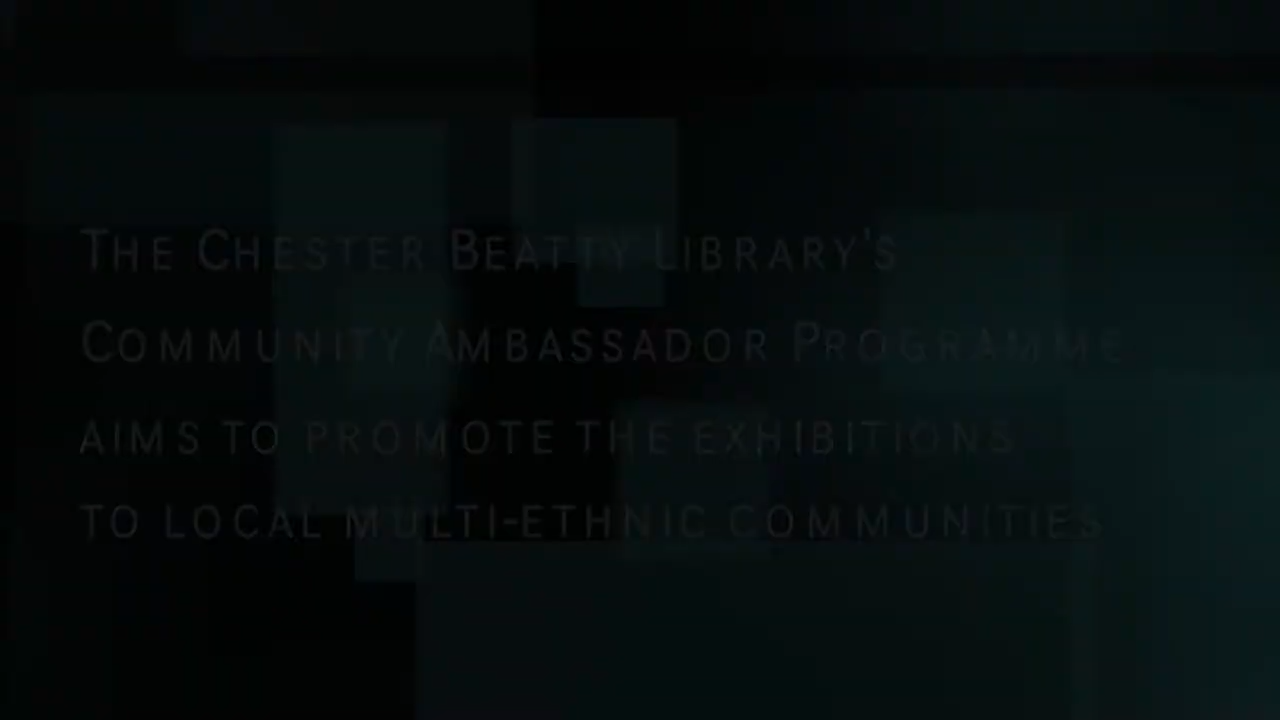 The Chester Beatty Library's
Community Ambassador Programme
aims to promote the exhibitions
to local multi-ethnic communities